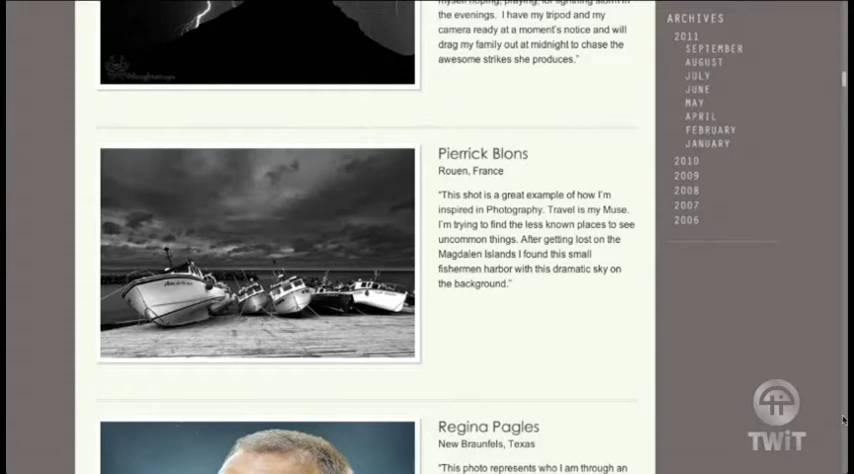 myself hoping, praying, for lightning storm in
the evenings. I have my tripod and my
camera ready at a moment's notice and will
drag my family out at midnight to chase the
awesome strikes she produces."
Pierrick Blons
Rouen, France
"This shot is a great example of how I'm
inspired in Photography. Travel is my Muse.
I'm trying to find the less known places to see
uncommon things. After getting lost on the
Magdalen Islands I found this small
fishermen harbor with this dramatic sky on
the background."
Regina Pagles
New Braunfels, Texas
"This photo represents who I am through an
ARCHIVES
2011
SEPTEMBER
AUGUST
JULY
JUNE
MAY
APRIL
FEBRUARY
JANUARY
2010
2009
2008
2007
2006
TWiT